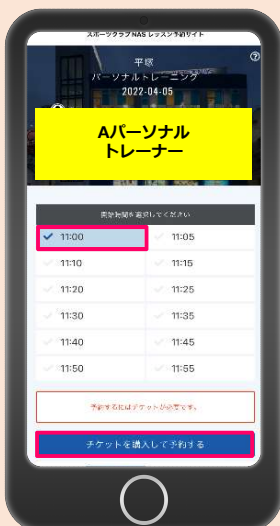 スポーツクラブNAS レッスン予約サイト
平塚
パーソナルトレーニング
2022-04-05
Aパーソナル
トレーナー
開始時間を選択してください
11:00 11:05
11:10 11:15
11:20 11:25
11:30 11:35
11:40 11:45
11:50 11:55
予約するにはチケットが必要です。
チケットを購入して予約する